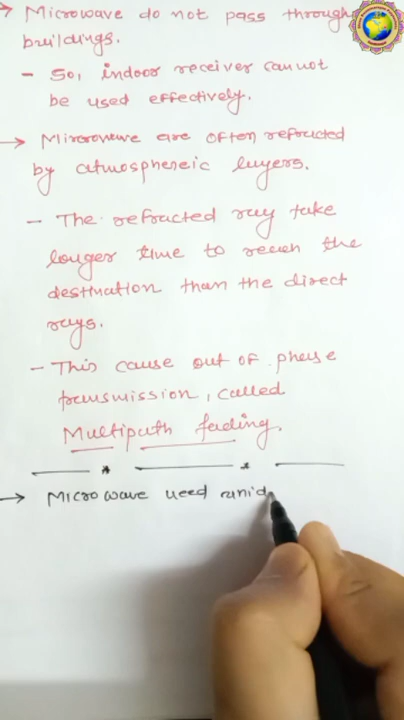 → Microwave do not pass through
buildings.
- So, indoor receiver cannot
be used effectively.
→ Microwave are often refracted
by atmospheric layers.
- The refracted ray take
longer time to reach the
destination than the direct
rays.
- This cause out of phase
transmission, called
Multipath fading.
→ Microwave need unid